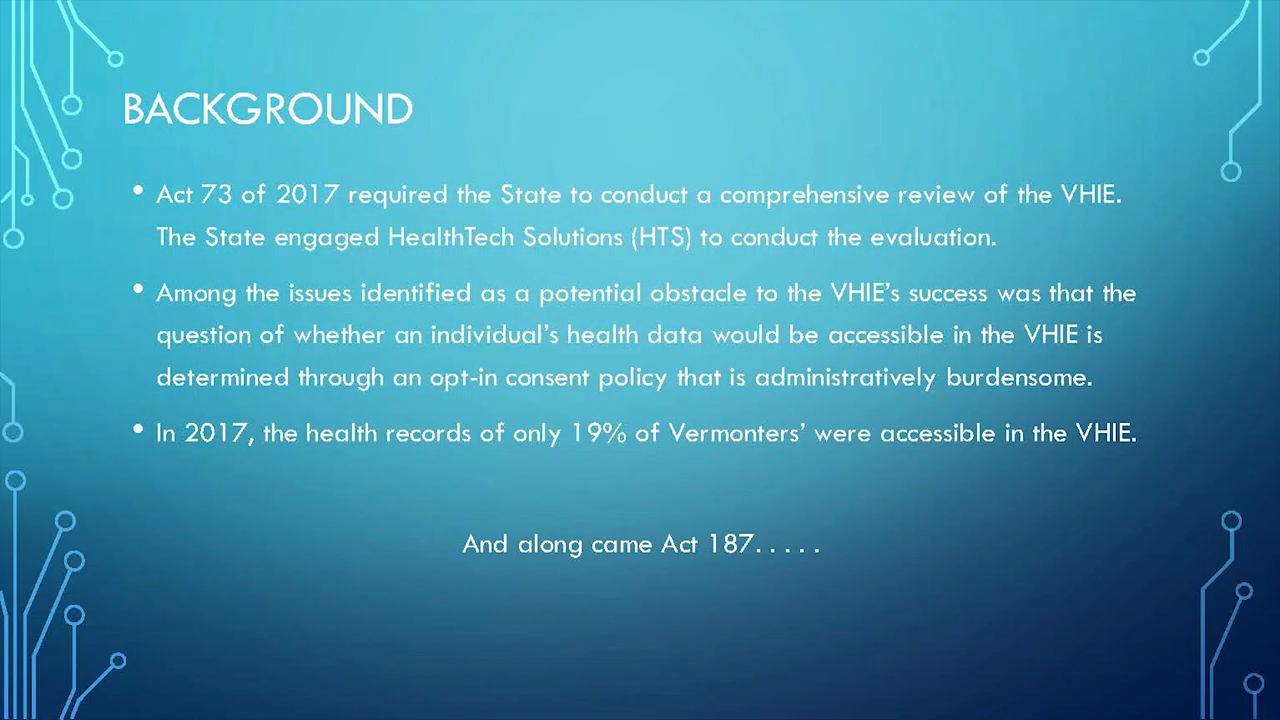 BACKGROUND
• Act 73 of 2017 required the State to conduct a comprehensive review of the VHIE.
The State engaged HealthTech Solutions (HTS) to conduct the evaluation.
• Among the issues identified as a potential obstacle to the VHIE’s success was that the
question of whether an individual’s health data would be accessible in the VHIE is
determined through an opt-in consent policy that is administratively burdensome.
• In 2017, the health records of only 19% of Vermonters’ were accessible in the VHIE.
And along came Act 187. . . . .